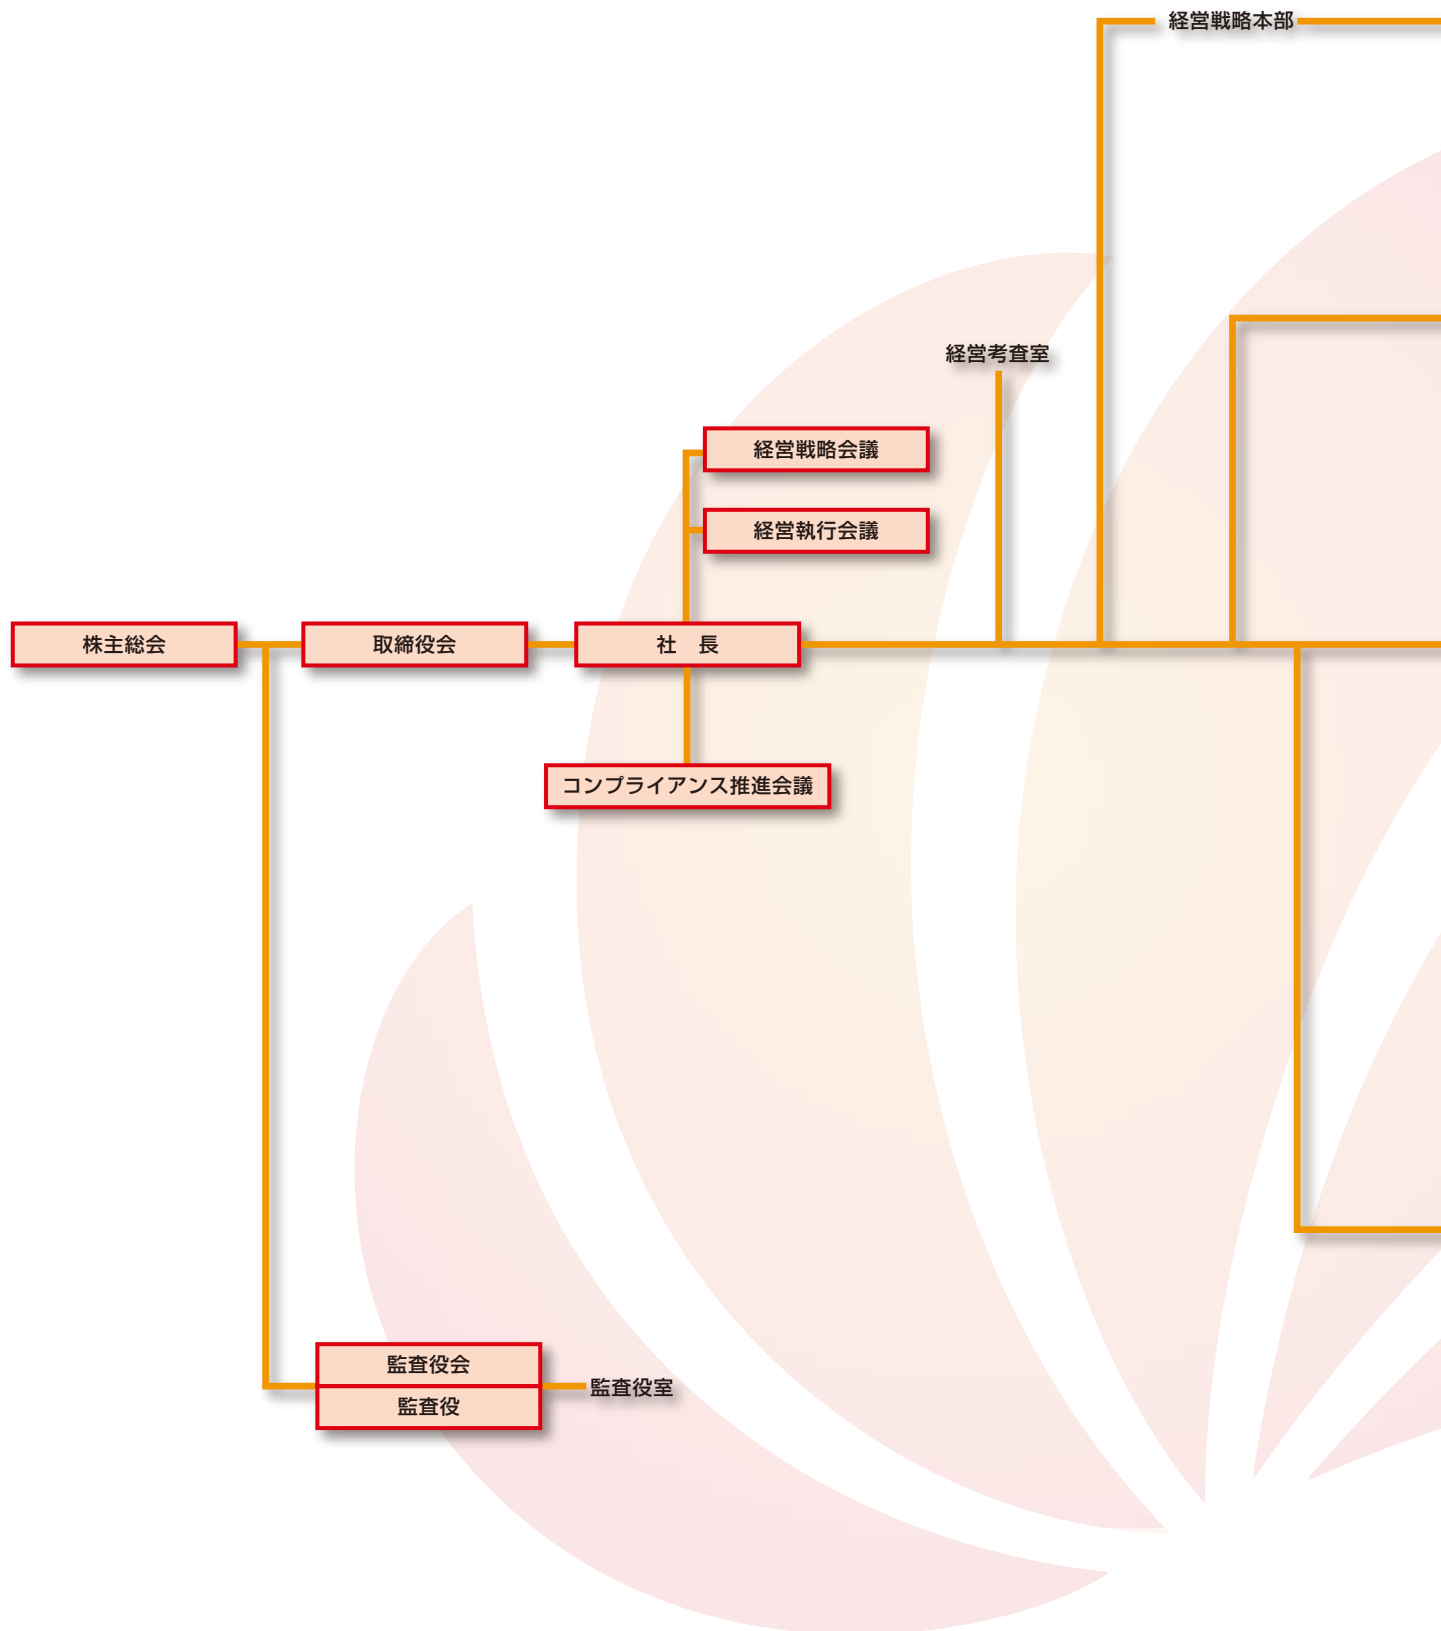 経営戦略本部
経営考査室
経営戦略会議
経営執行会議
株主総会
取締役会
社　長
コンプライアンス推進会議
監査役会
監査役
監査役室